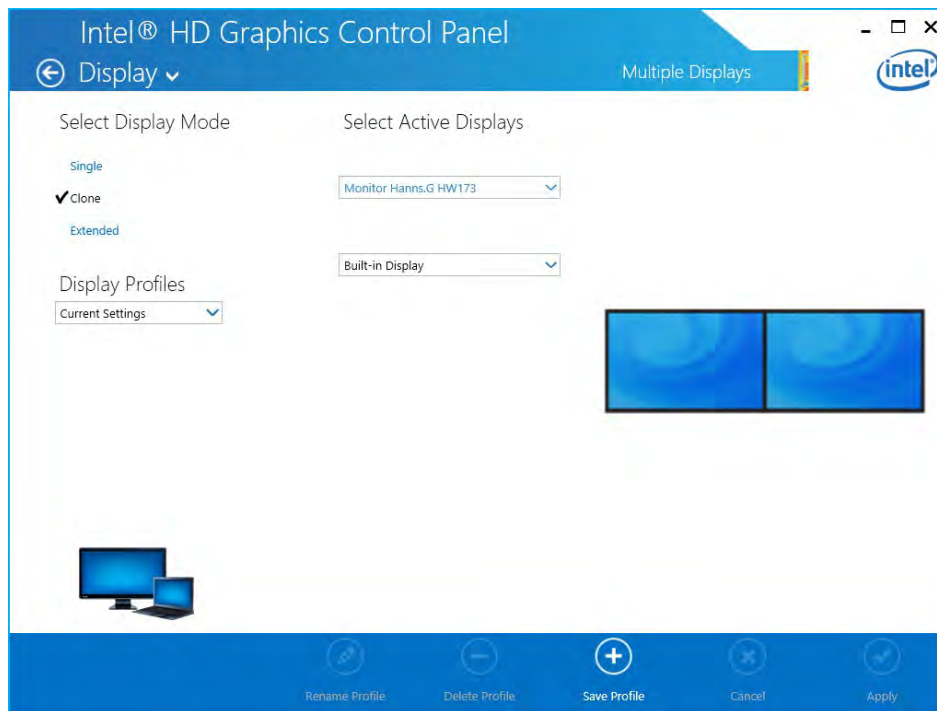 Intel® HD Graphics Control Panel
Display
Multiple Displays
intel
Select Display Mode
Single
Clone
Extended
Display Profiles
Current Settings
Select Active Displays
Monitor Hanns.G HW173
Built-in Display
Rename Profile
Delete Profile
Save Profile
Cancel
Apply